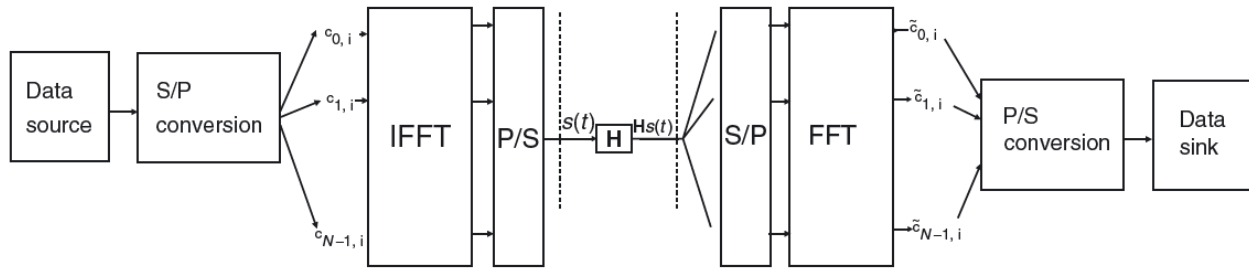 Data
source
S/P
conversion
c0, i
c1, i
cN−1, i
IFFT
P/S
s(t)
H
Hs(t)
S/P
FFT
c̃0, i
c̃1, i
c̃N−1, i
P/S
conversion
Data
sink